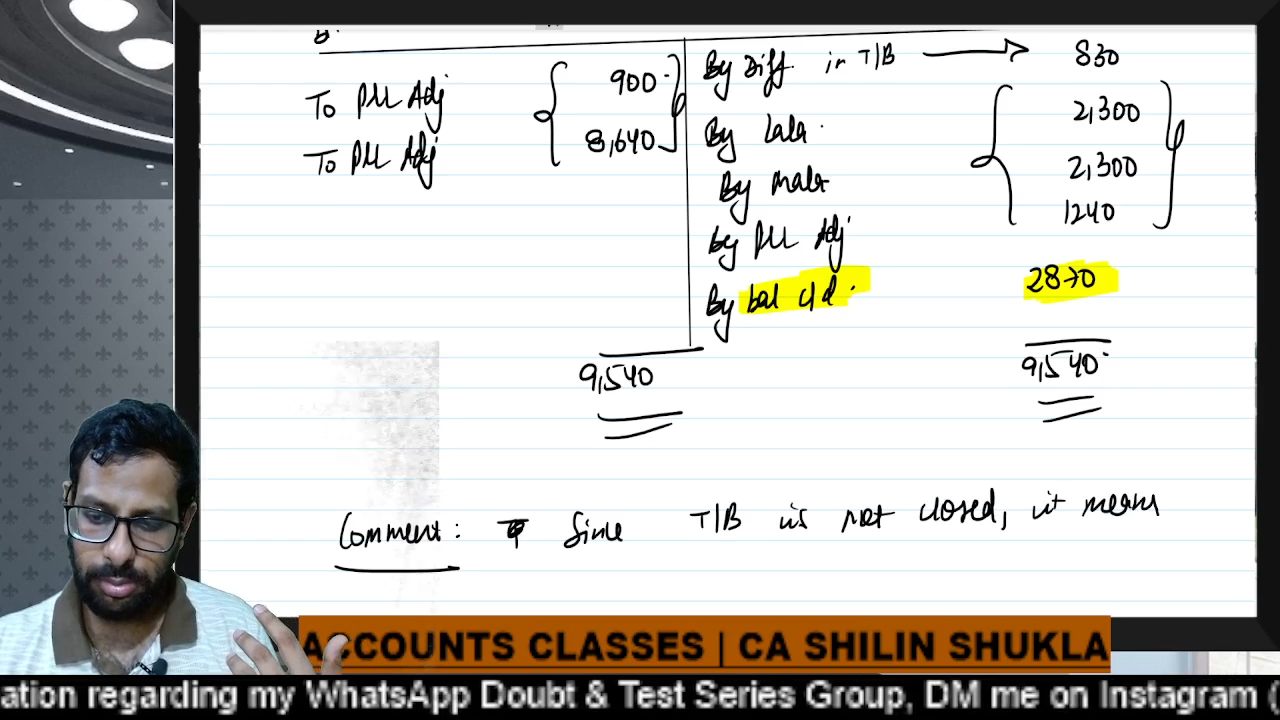 By Diff. in T/B → 830
To P/L Adj 900
By Lala 2,300
To P/L Adj 8,640
By Mala 2,300
By P/L Adj 1240
By bal c/d. 2870
9,540 9,540
Comment: Since T/B is not closed, it means
ACCOUNTS CLASSES | CA SHILIN SHUKLA
ation regarding my WhatsApp Doubt & Test Series Group, DM me on Instagram (